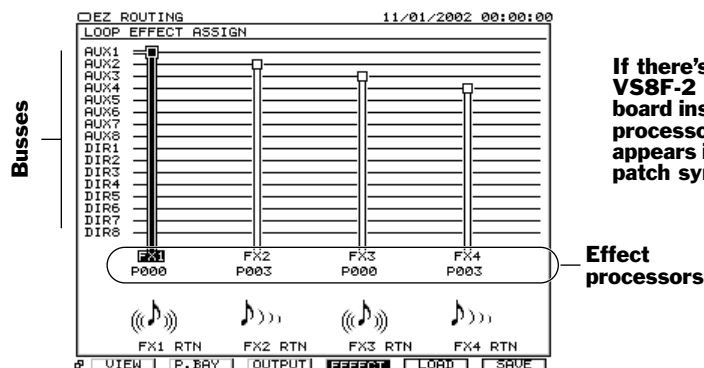 EZ ROUTING 11/01/2002 00:00:00
LOOP EFFECT ASSIGN
AUX1
AUX2
AUX3
AUX4
AUX5
AUX6
AUX7
AUX8
DIR1
DIR2
DIR3
DIR4
DIR5
DIR6
DIR7
DIR8
Busses
FX1 FX2 FX3 FX4
P000 P003 P000 P003
FX1 RTN FX2 RTN FX3 RTN FX4 RTN
VIEW P.BAY OUTPUT EFFECT LOAD SAVE
If there's
VS8F-2
board ins
processo
appears i
patch sy
Effect
processors